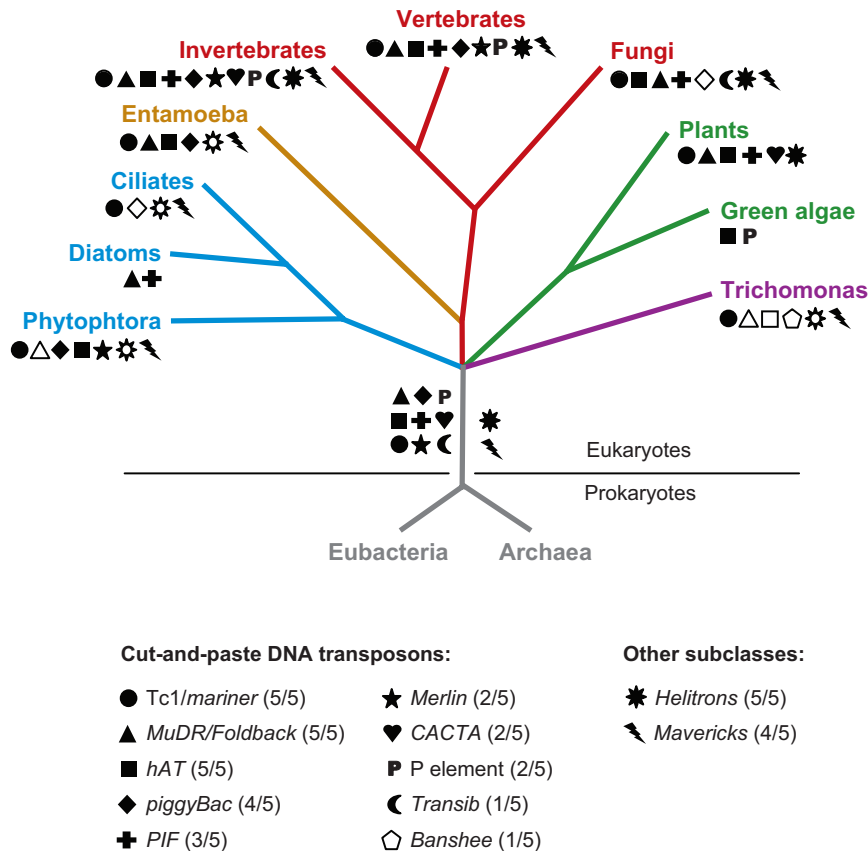 Vertebrates
P
Invertebrates
P
Fungi
Entamoeba
Plants
Ciliates
Green algae
P
Diatoms
Trichomonas
Phytophtora
P
Eukaryotes
Prokaryotes
Eubacteria
Archaea
Cut-and-paste DNA transposons:
Other subclasses:
Tc1/mariner (5/5)
Merlin (2/5)
Helitrons (5/5)
MuDR/Foldback (5/5)
CACTA (2/5)
Mavericks (4/5)
hAT (5/5)
P P element (2/5)
piggyBac (4/5)
Transib (1/5)
PIF (3/5)
Banshee (1/5)